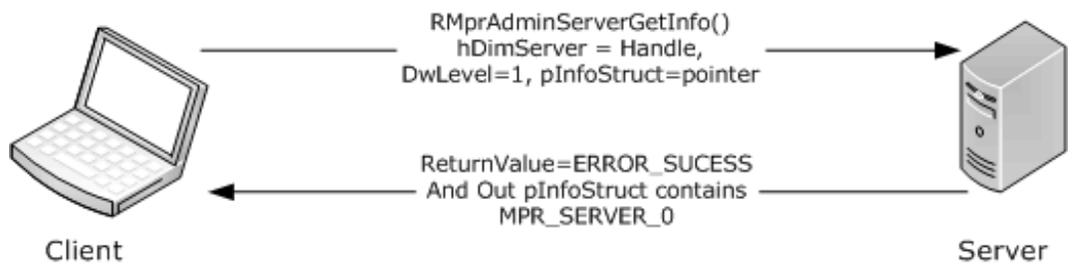 RMprAdminServerGetInfo()
hDimServer = Handle,
DwLevel=1, pInfoStruct=pointer
ReturnValue=ERROR_SUCESS
And Out pInfoStruct contains
MPR_SERVER_0
Client
Server